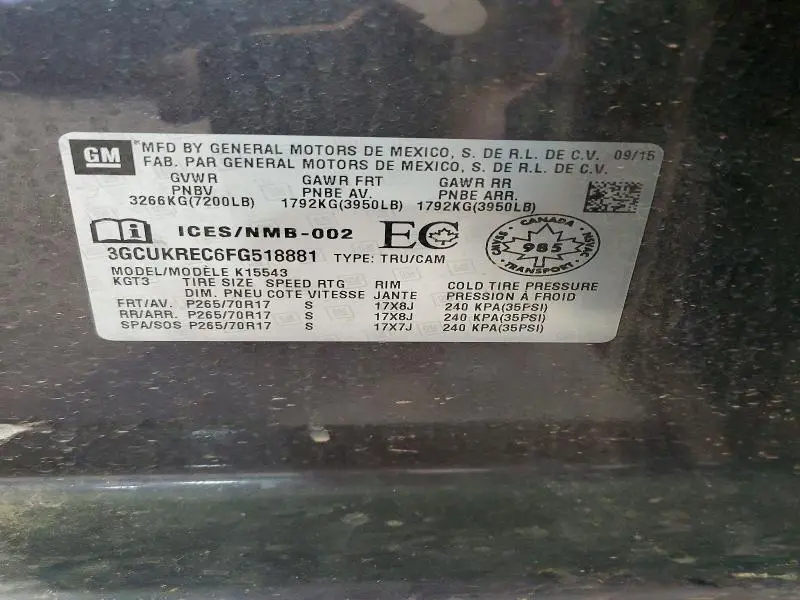 GM
MFD BY GENERAL MOTORS DE MEXICO, S. DE R.L. DE C.V. 09/15
FAB. PAR GENERAL MOTORS DE MEXICO, S. DE R.L. DE C.V.
GVWR GAWR FRT GAWR RR
PNBV PNBE AV. PNBE ARR.
3266KG(7200LB) 1792KG(3950LB) 1792KG(3950LB)
ICES/NMB-002 EC
CANADA
985
TRANSPORT
3GCUKREC6FG518881 TYPE: TRU/CAM
MODEL/MODÈLE K15543
KGT3 TIRE SIZE SPEED RTG RIM COLD TIRE PRESSURE
DIM. PNEU COTE VITESSE JANTE PRESSION À FROID
FRT/AV. P265/70R17 S 17X8J 240 KPA(35PSI)
RR/ARR. P265/70R17 S 17X8J 240 KPA(35PSI)
SPA/SOS P265/70R17 S 17X7J 240 KPA(35PSI)